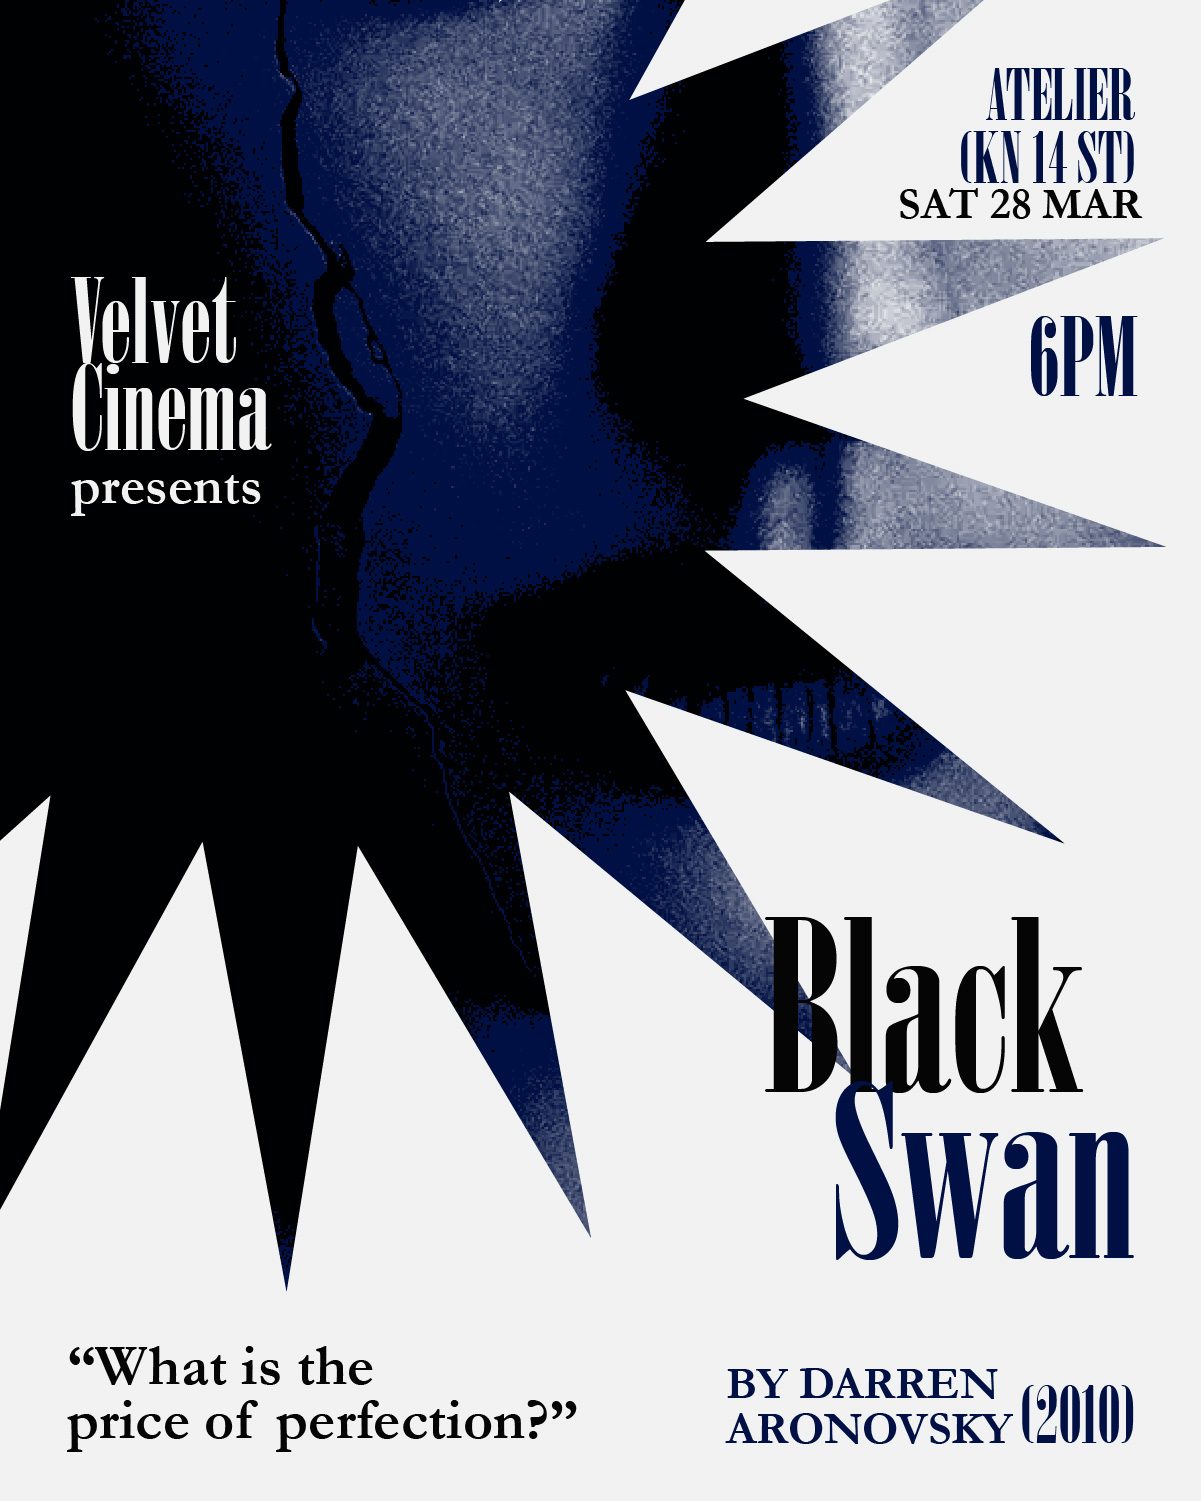 ATELIER
(KN 14 ST)
SAT 28 MAR
Velvet
Cinema
presents
6PM
Black
Swan
“What is the
price of perfection?”
BY DARREN
ARONOVSKY (2010)